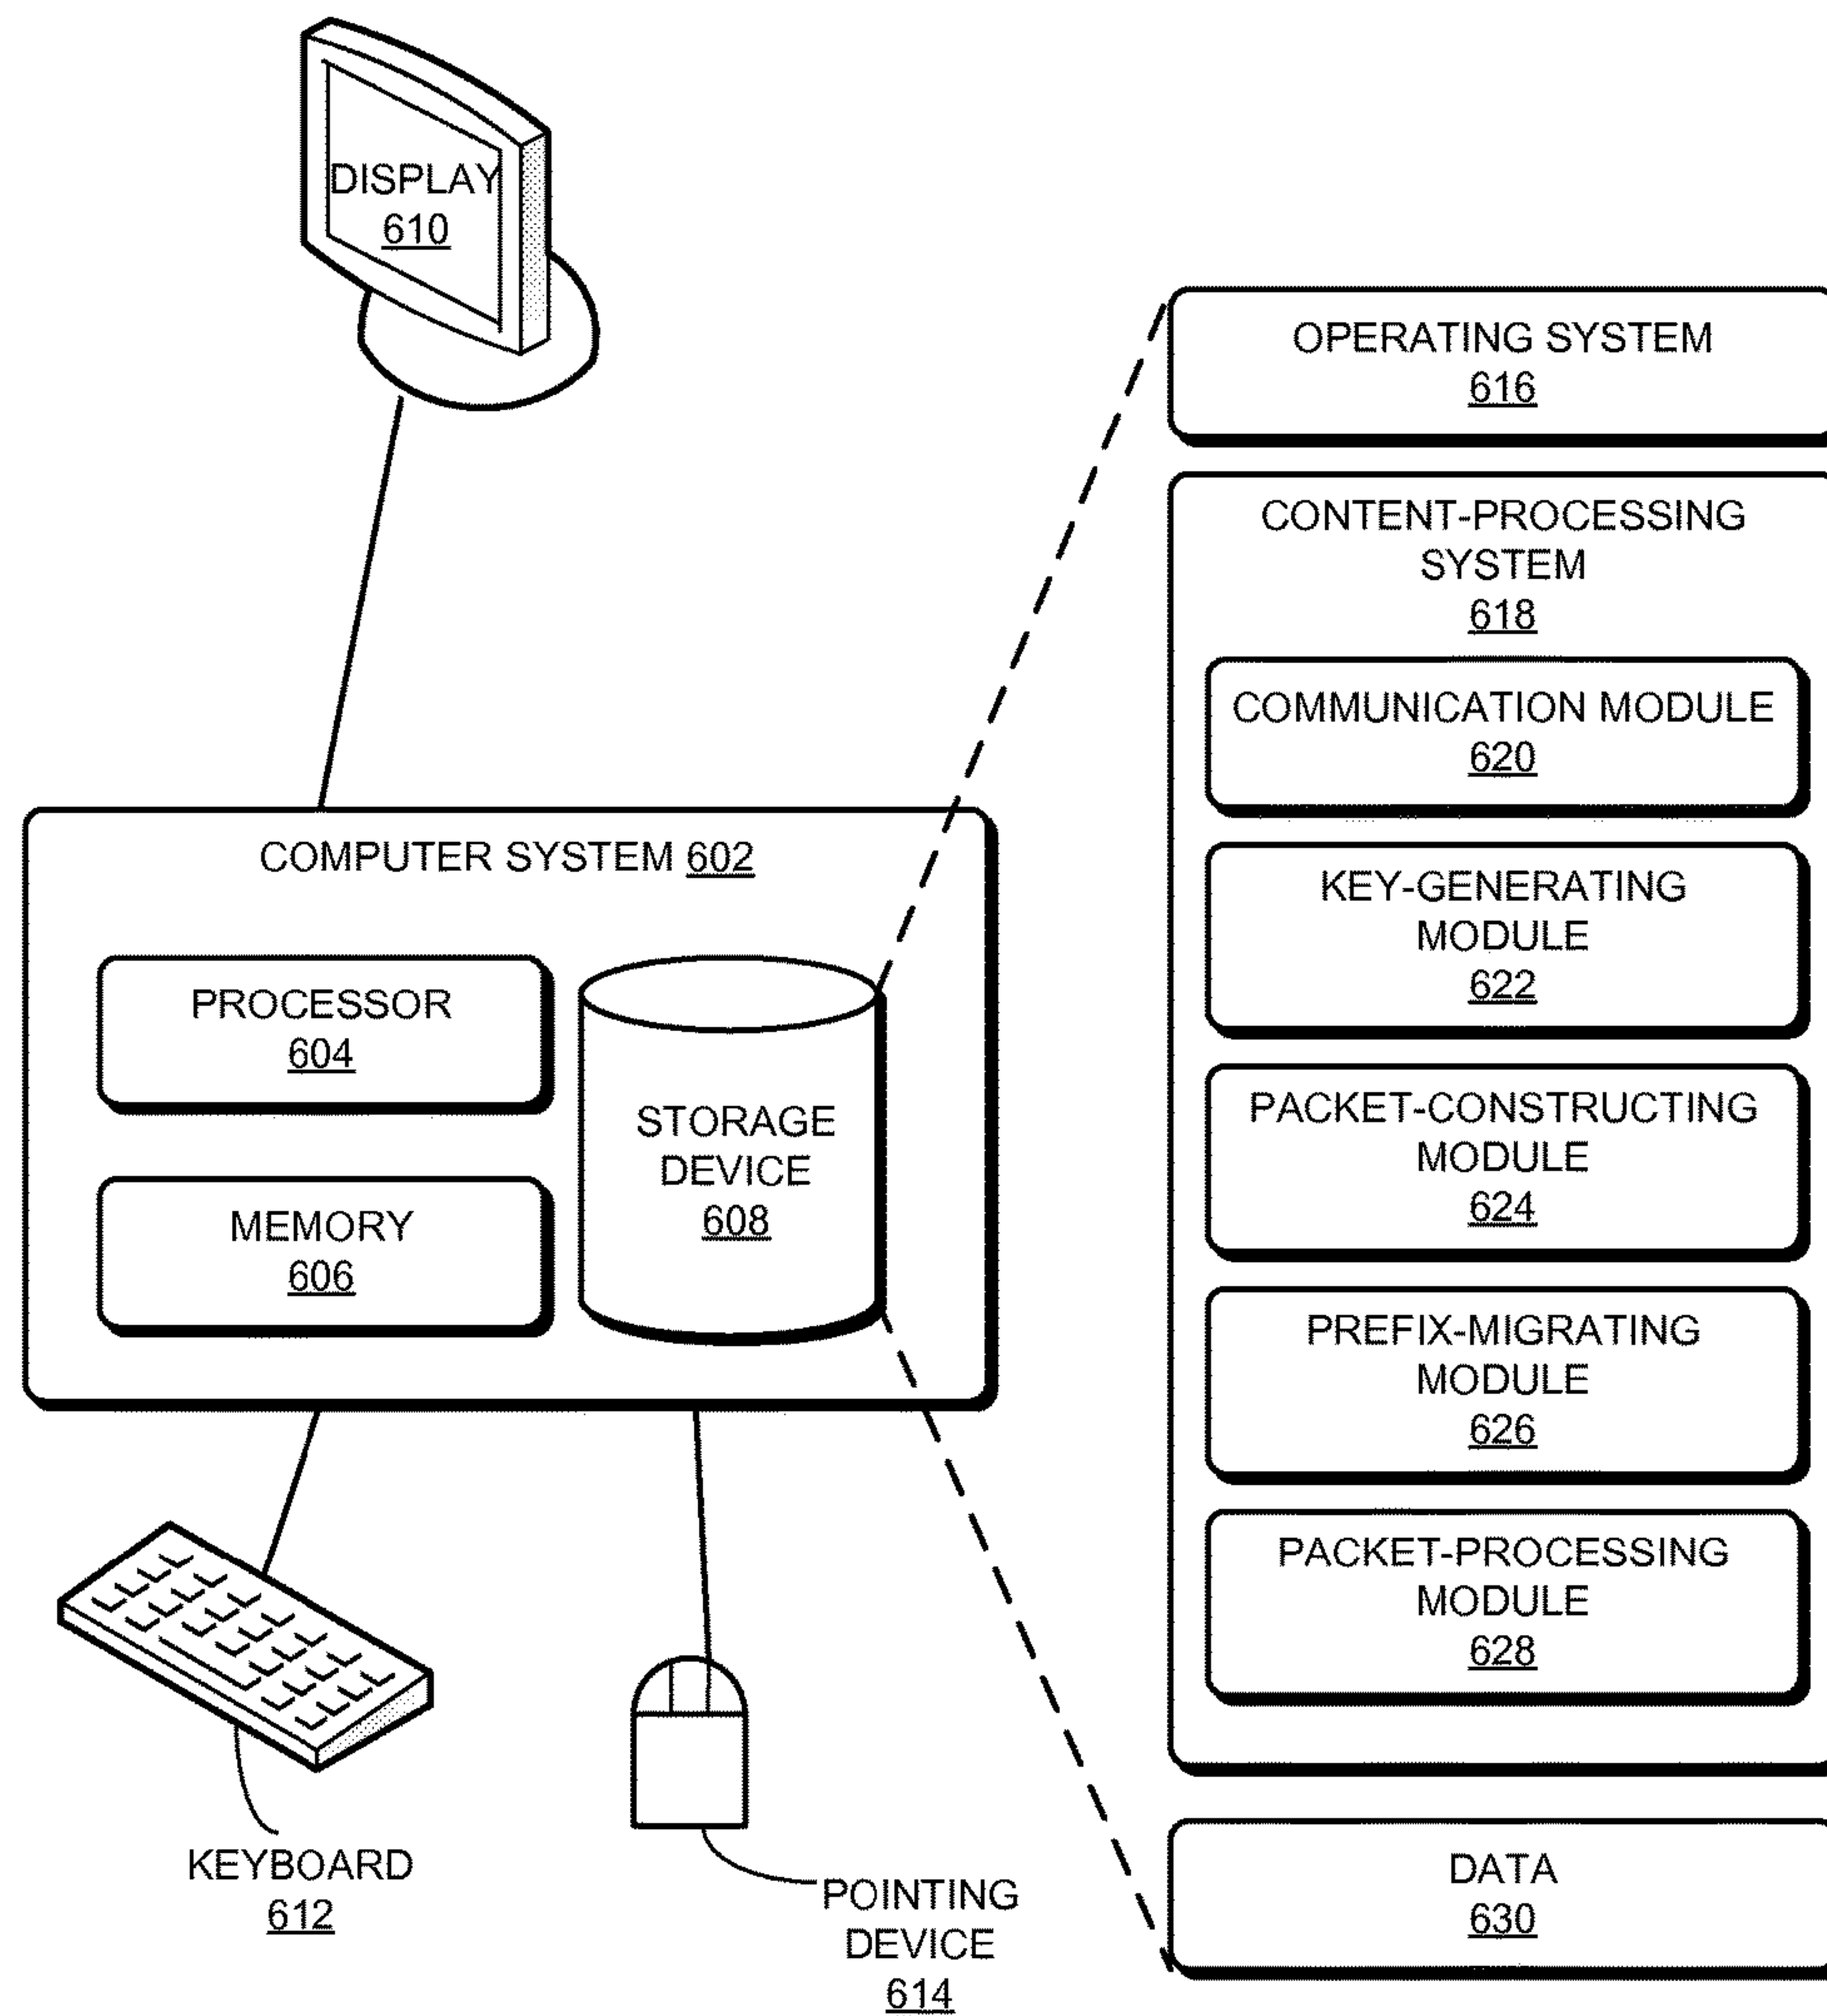 DISPLAY
610
COMPUTER SYSTEM 602
PROCESSOR
604
MEMORY
606
STORAGE
DEVICE
608
KEYBOARD
612
POINTING
DEVICE
614
OPERATING SYSTEM
616
CONTENT-PROCESSING
SYSTEM
618
COMMUNICATION MODULE
620
KEY-GENERATING
MODULE
622
PACKET-CONSTRUCTING
MODULE
624
PREFIX-MIGRATING
MODULE
626
PACKET-PROCESSING
MODULE
628
DATA
630